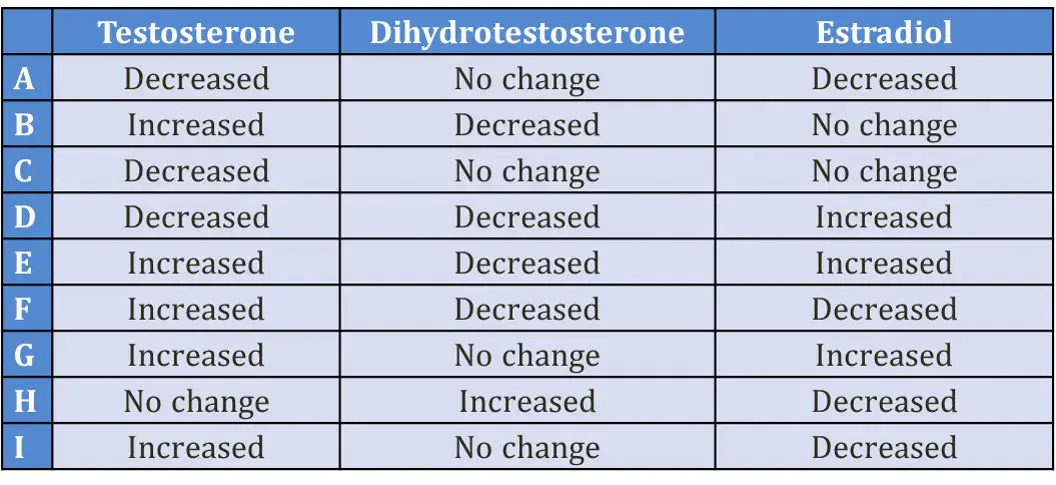 Testosterone Dihydrotestosterone Estradiol
A Decreased No change Decreased
B Increased Decreased No change
C Decreased No change No change
D Decreased Decreased Increased
E Increased Decreased Increased
F Increased Decreased Decreased
G Increased No change Increased
H No change Increased Decreased
I Increased No change Decreased